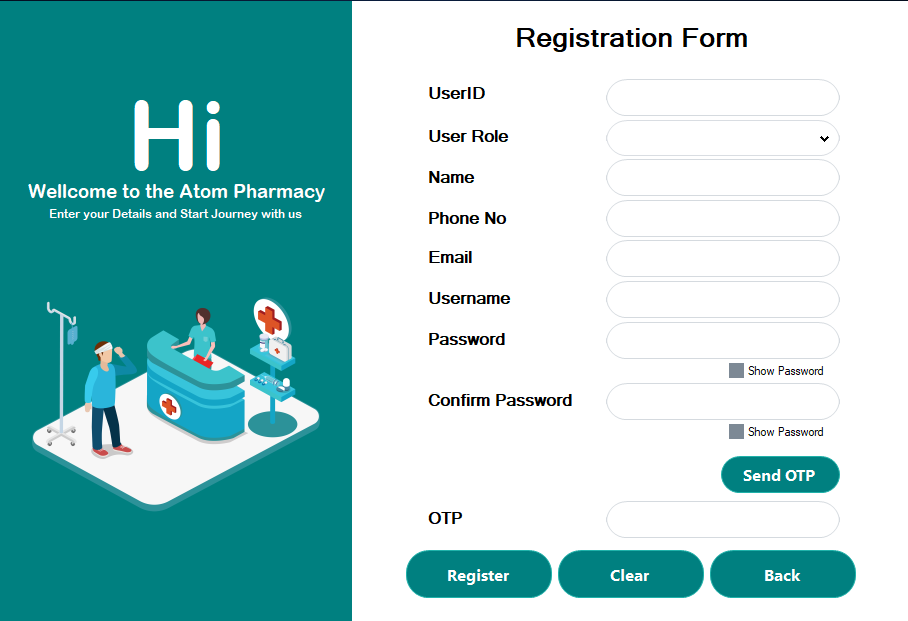 Hi
Wellcome to the Atom Pharmacy
Enter your Details and Start Journey with us
Registration Form
UserID
User Role
Name
Phone No
Email
Username
Password
Show Password
Confirm Password
Show Password
Send OTP
OTP
Register Clear Back